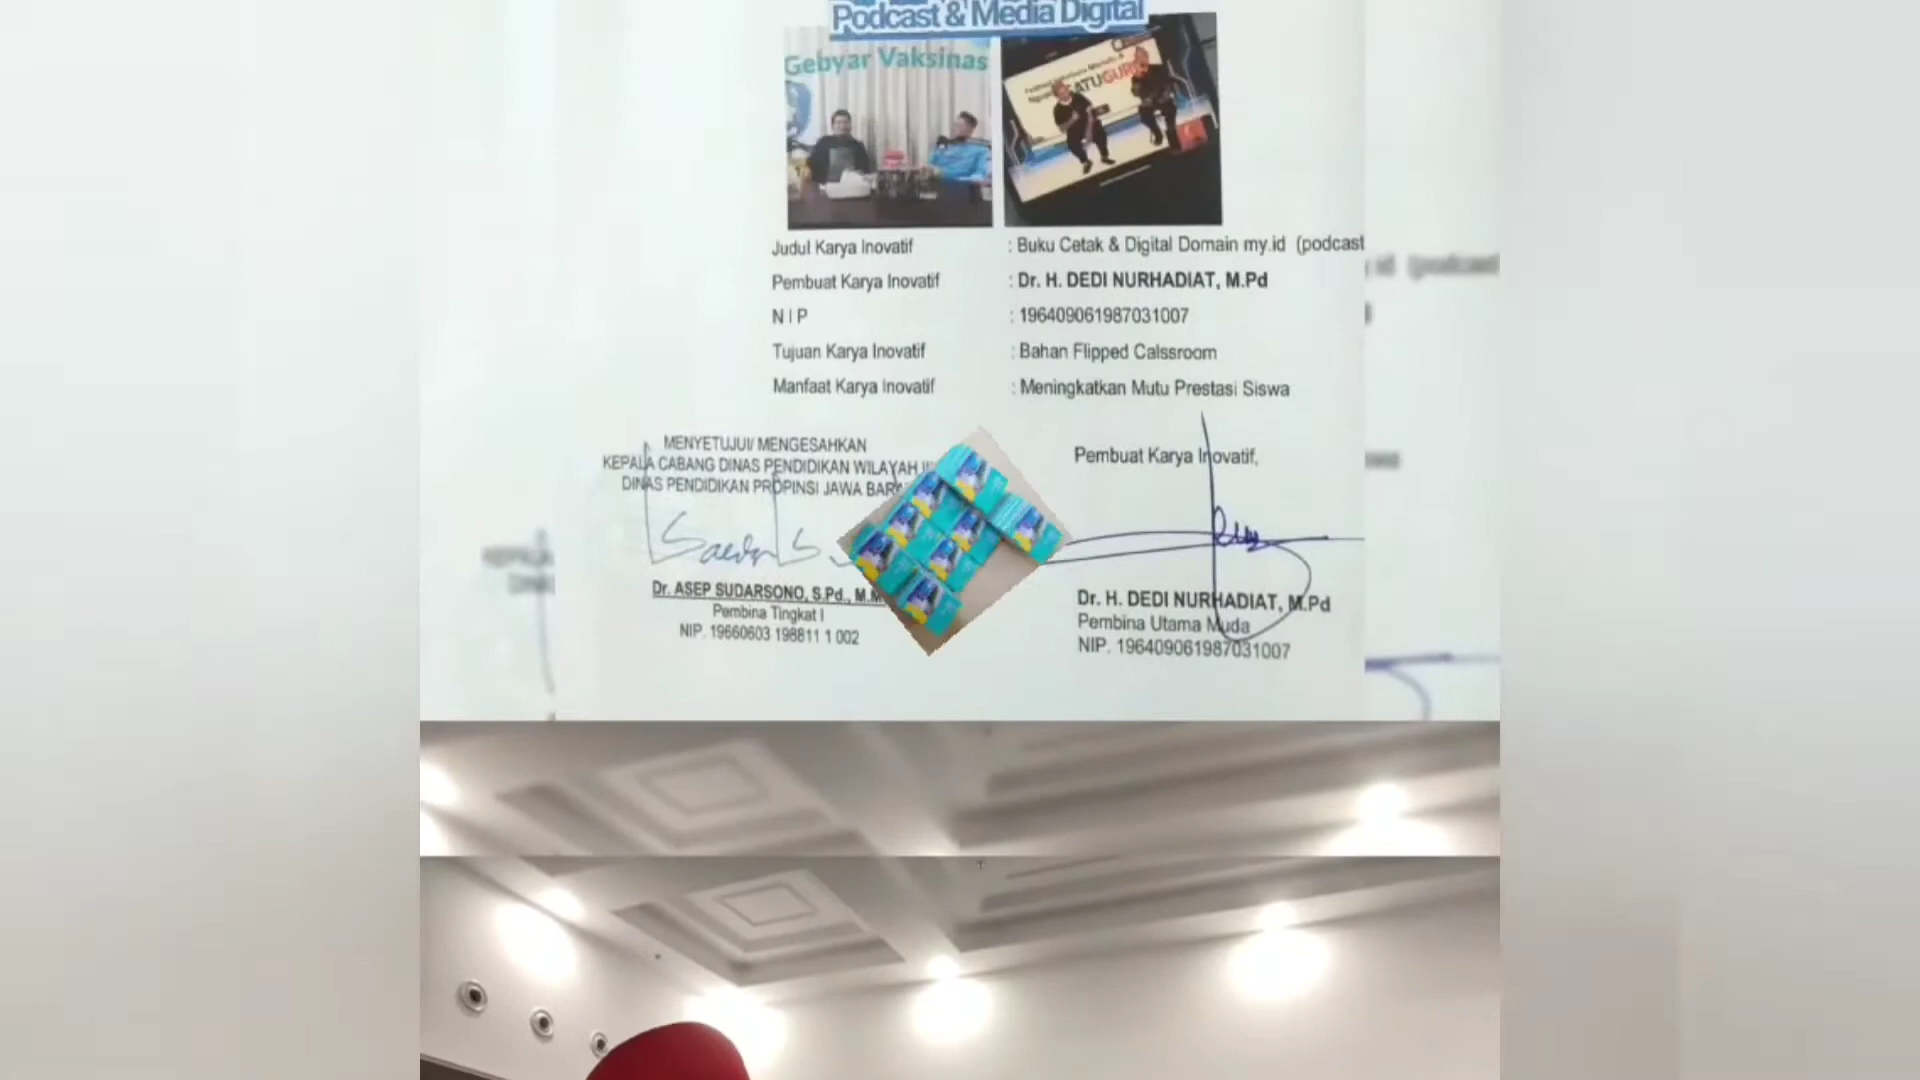 Podcast & Media Digital
Gebyar Vaksinas
SATUGURU
Judul Karya Inovatif : Buku Cetak & Digital Domain my.id (podcast
Pembuat Karya Inovatif : Dr. H. DEDI NURHADIAT, M.Pd
N I P : 196409061987031007
Tujuan Karya Inovatif : Bahan Flipped Calssroom
Manfaat Karya Inovatif : Meningkatkan Mutu Prestasi Siswa
MENYETUJUI/ MENGESAHKAN
KEPALA CABANG DINAS PENDIDIKAN WILAYAH
DINAS PENDIDIKAN PROPINSI JAWA BARA
Dr. ASEP SUDARSONO, S.Pd., M.M
Pembina Tingkat I
NIP. 19660603 198811 1 002
Pembuat Karya Inovatif,
Dr. H. DEDI NURHADIAT, M.Pd
Pembina Utama Muda
NIP. 196409061987031007